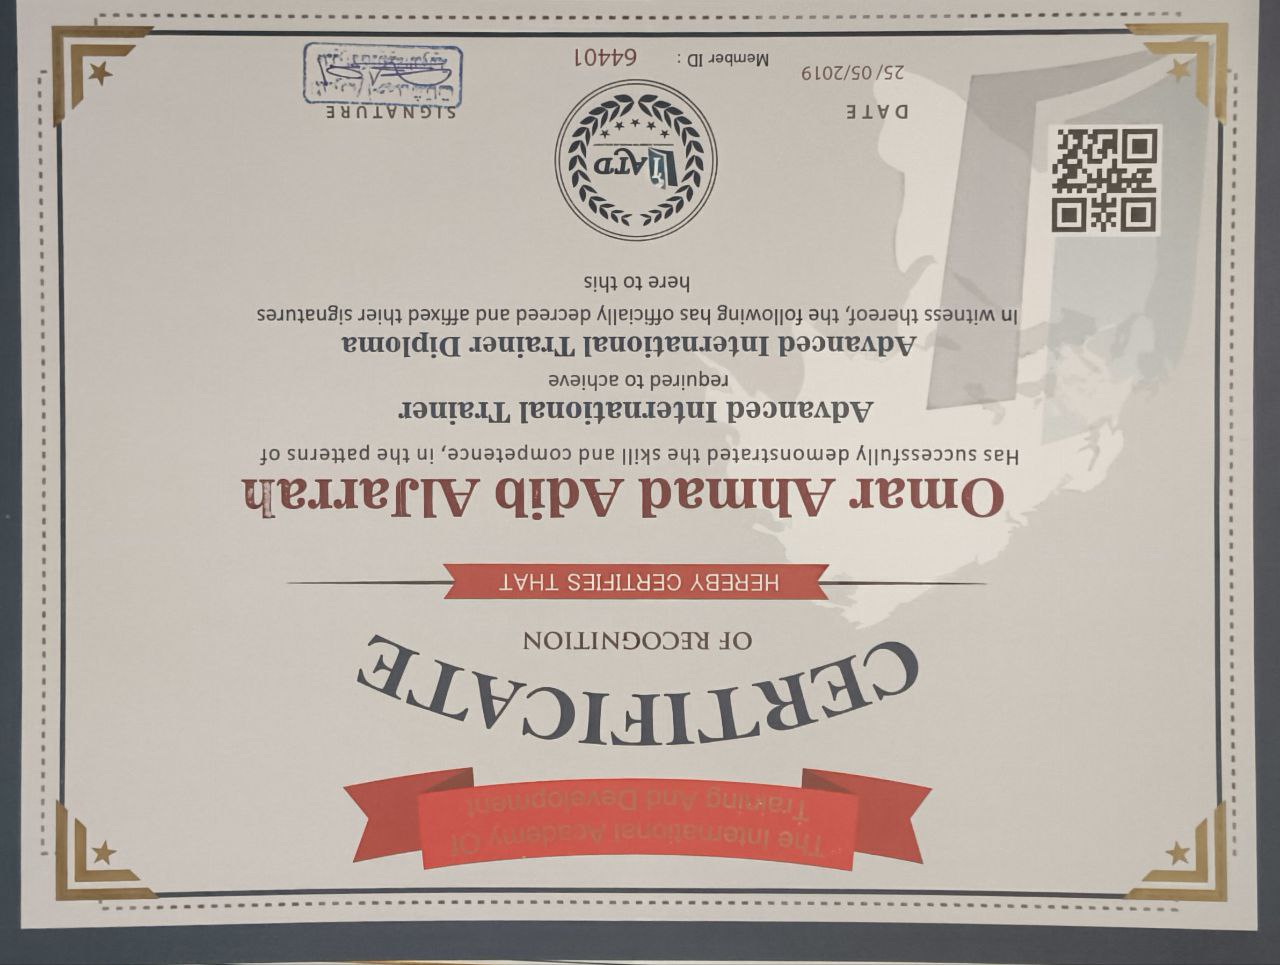 The International Academy Of
Training And Development
CERTIFICATE
OF RECOGNITION
HEREBY CERTIFIES THAT
Omar Ahmad Adib AlJarrah
Has successfully demonstrated the skill and competence, in the patterns of
Advanced International Trainer
required to achieve
Advanced International Trainer Diploma
In witness thereof, the following has officially decreed and affixed thier signatures
here to this
IATD
DATE
25/05/2019
Member ID : 64401
SIGNATURE